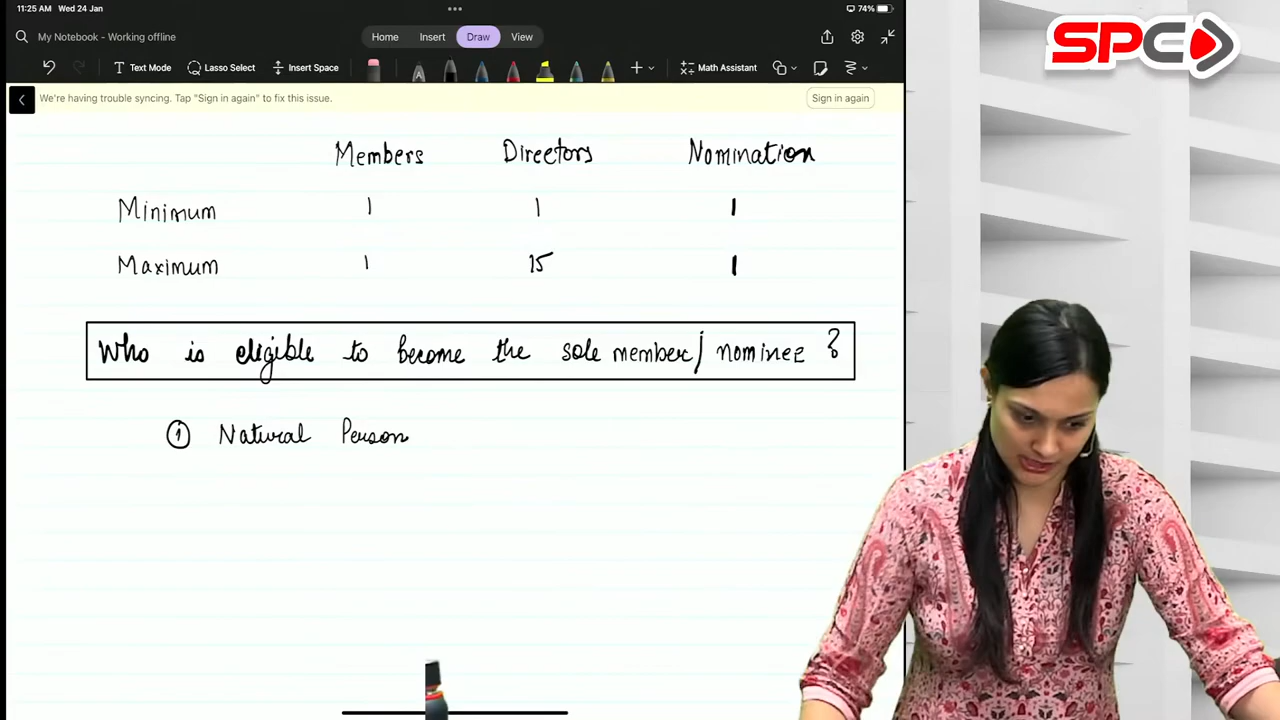 11:25 AM Wed 24 Jan
74%
SPC
My Notebook - Working offline
Home Insert Draw View
Text Mode Lasso Select Insert Space Math Assistant
We're having trouble syncing. Tap "Sign in again" to fix this issue.
Sign in again
Members Directors Nomination
Minimum 1 1 1
Maximum 1 15 1
Who is eligible to become the sole member/ nominee ?
① Natural Person